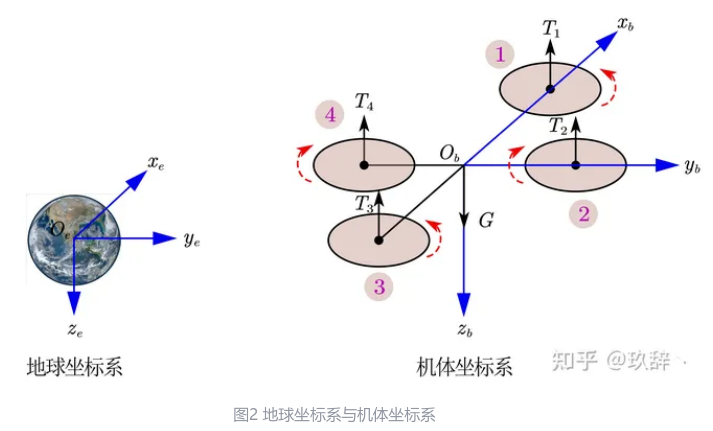 x_b
T_1
1
T_4
4
T_2
x_e
O_b
y_b
T_3
O_e
y_e
G
2
3
z_e
z_b
地球坐标系
机体坐标系
知乎 @玖辞丶
图2 地球坐标系与机体坐标系